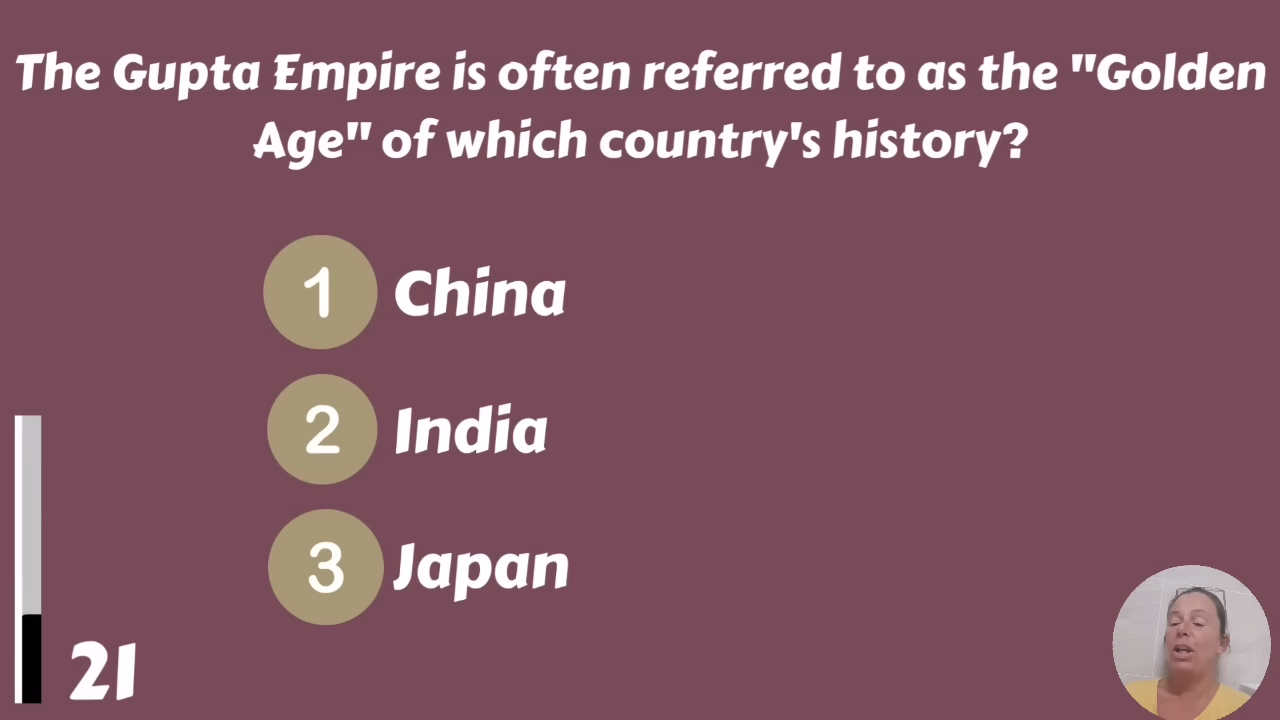 The Gupta Empire is often referred to as the "Golden
Age" of which country's history?
1 China
2 India
3 Japan
21